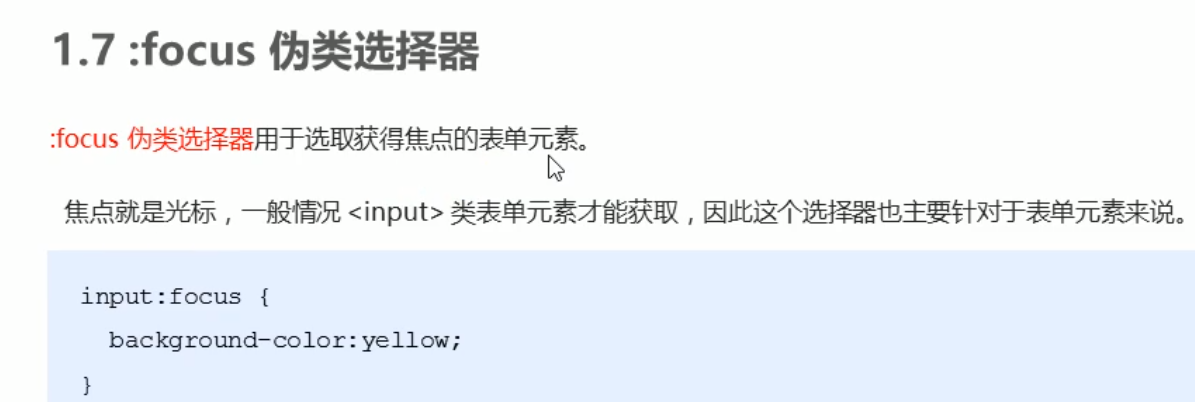 1.7 :focus 伪类选择器
:focus 伪类选择器用于选取获得焦点的表单元素。
焦点就是光标，一般情况 <input> 类表单元素才能获取，因此这个选择器也主要针对于表单元素来说。
input:focus {
background-color:yellow;
}